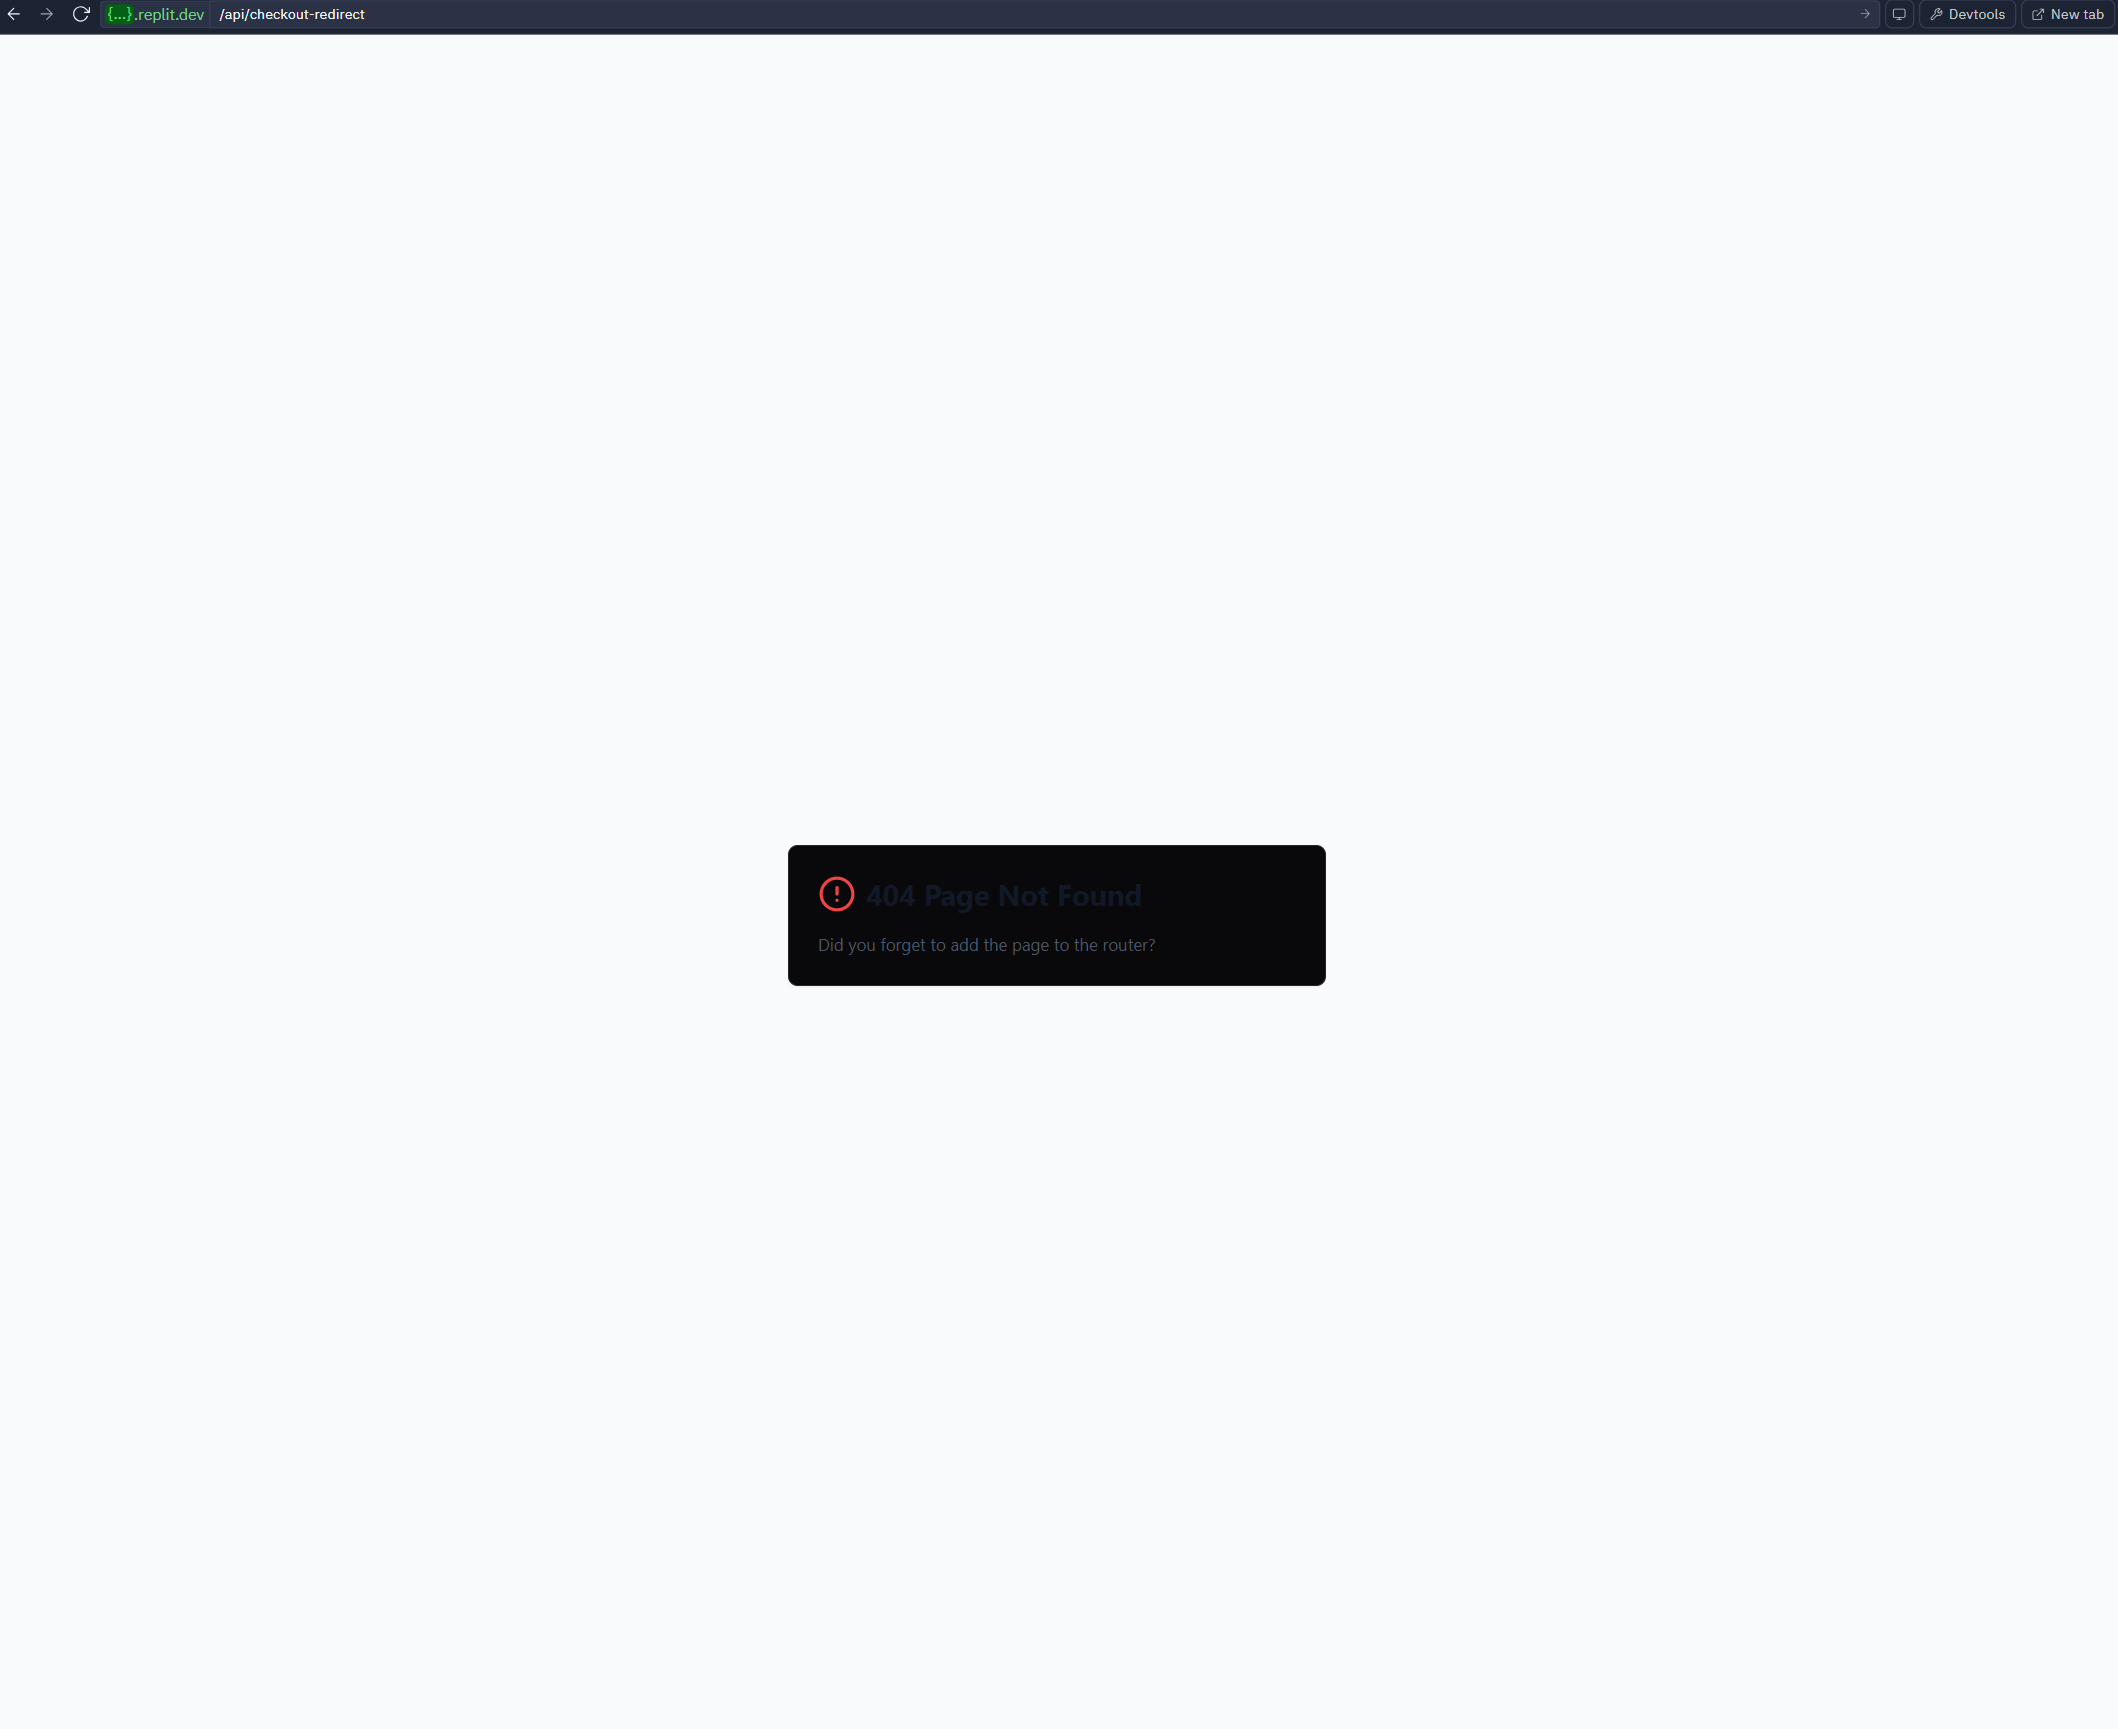 {...}.replit.dev /api/checkout-redirect Devtools New tab
404 Page Not Found
Did you forget to add the page to the router?